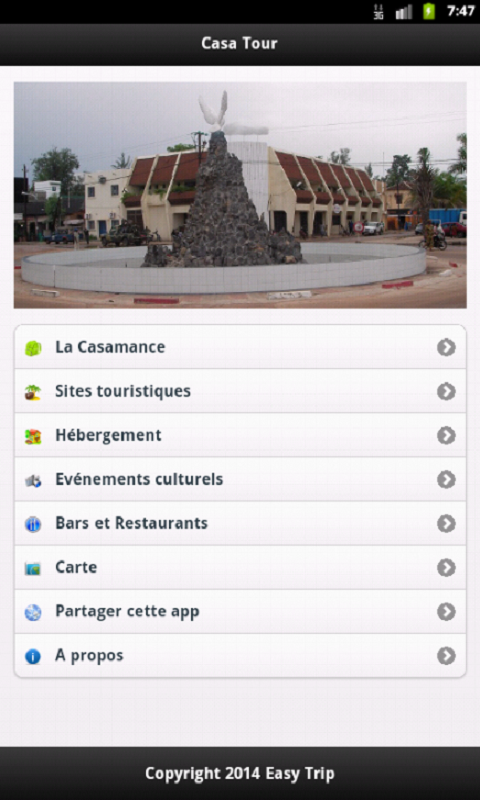 3G 7:47
Casa Tour
La Casamance
Sites touristiques
Hébergement
Evénements culturels
Bars et Restaurants
Carte
Partager cette app
A propos
Copyright 2014 Easy Trip